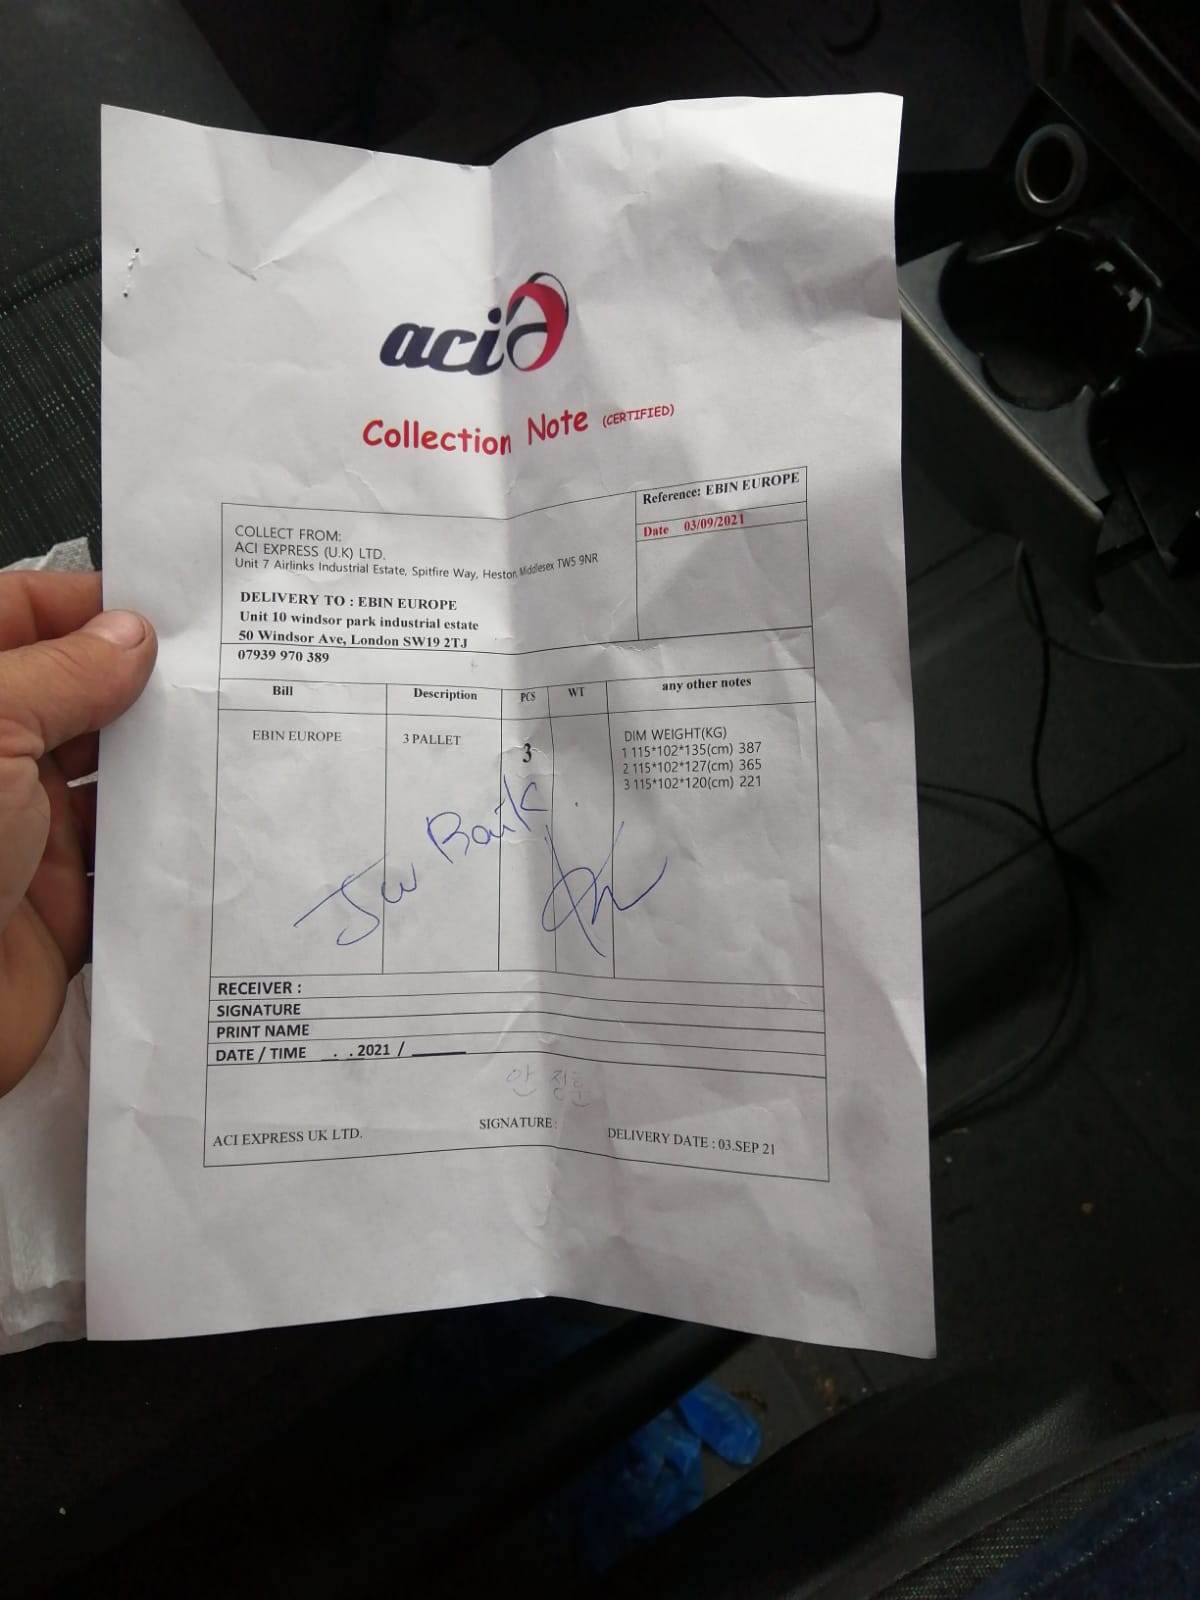 aci
Collection Note (CERTIFIED)
Reference: EBIN EUROPE
Date 03/09/2021
COLLECT FROM:
ACI EXPRESS (U.K) LTD.
Unit 7 Airlinks Industrial Estate, Spitfire Way, Heston, Middlesex TW5 9NR
DELIVERY TO : EBIN EUROPE
Unit 10 windsor park industrial estate
50 Windsor Ave, London SW19 2TJ
07939 970 389
Bill Description PCS WT any other notes
EBIN EUROPE 3 PALLET 3 DIM WEIGHT(KG)
1 115*102*135(cm) 387
2 115*102*127(cm) 365
3 115*102*120(cm) 221
Jw Baik
RECEIVER :
SIGNATURE
PRINT NAME
DATE / TIME __ . . 2021 / ______
안 정훈
ACI EXPRESS UK LTD. SIGNATURE: DELIVERY DATE : 03.SEP 21